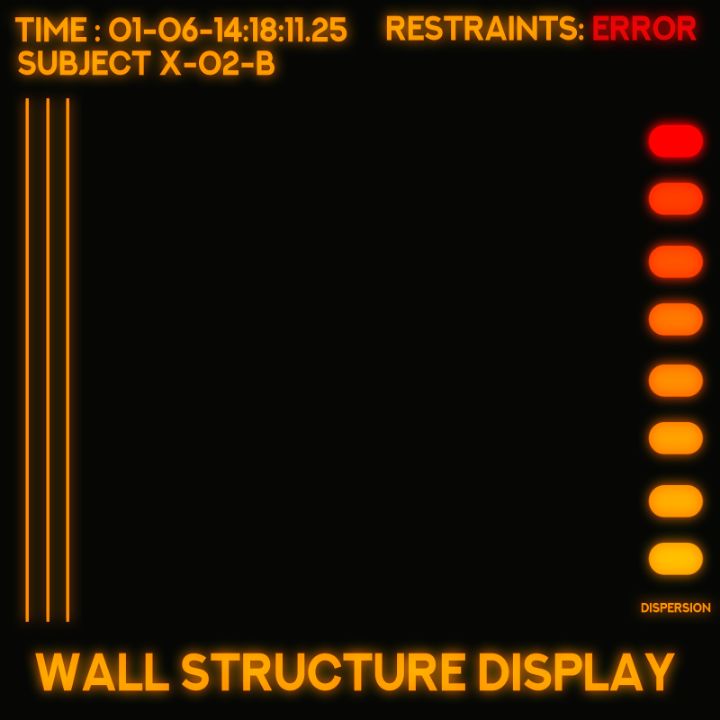 TIME : 01-06-14:18:11.25
RESTRAINTS: ERROR
SUBJECT X-02-B
DISPERSION
WALL STRUCTURE DISPLAY